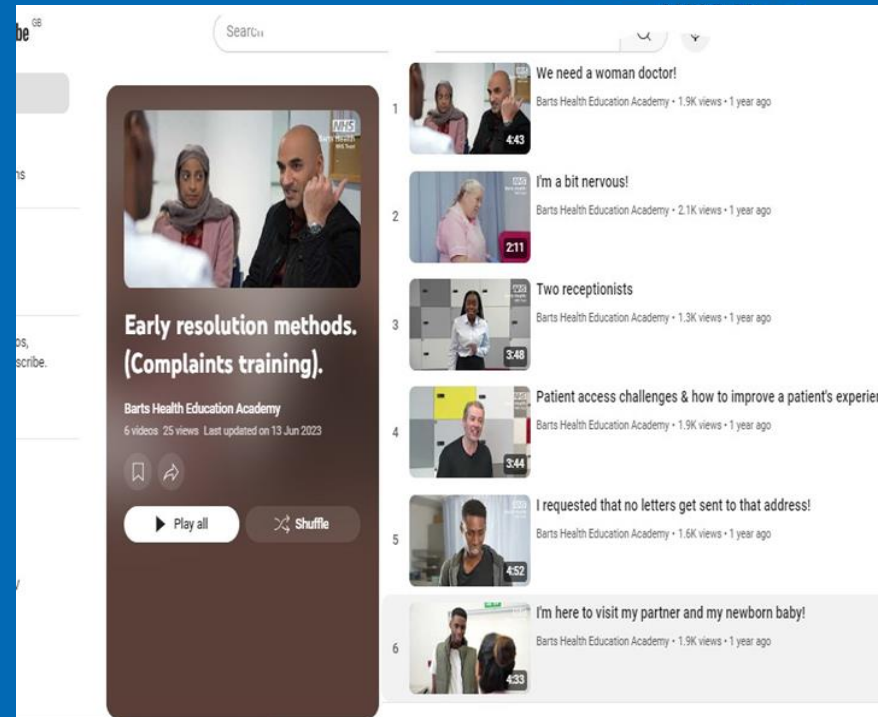 be GB
Search
ns
os,
scribe.
NHS
Barts Health
NHS Trust
Early resolution methods.
(Complaints training).
Barts Health Education Academy
6 videos 25 views Last updated on 13 Jun 2023
Play all
Shuffle
1
4:43
We need a woman doctor!
Barts Health Education Academy • 1.9K views • 1 year ago
2
2:11
I'm a bit nervous!
Barts Health Education Academy • 2.1K views • 1 year ago
3
3:48
Two receptionists
Barts Health Education Academy • 1.3K views • 1 year ago
4
3:44
Patient access challenges & how to improve a patient's experien
Barts Health Education Academy • 1.9K views • 1 year ago
5
4:52
I requested that no letters get sent to that address!
Barts Health Education Academy • 1.6K views • 1 year ago
6
4:33
I'm here to visit my partner and my newborn baby!
Barts Health Education Academy • 1.9K views • 1 year ago